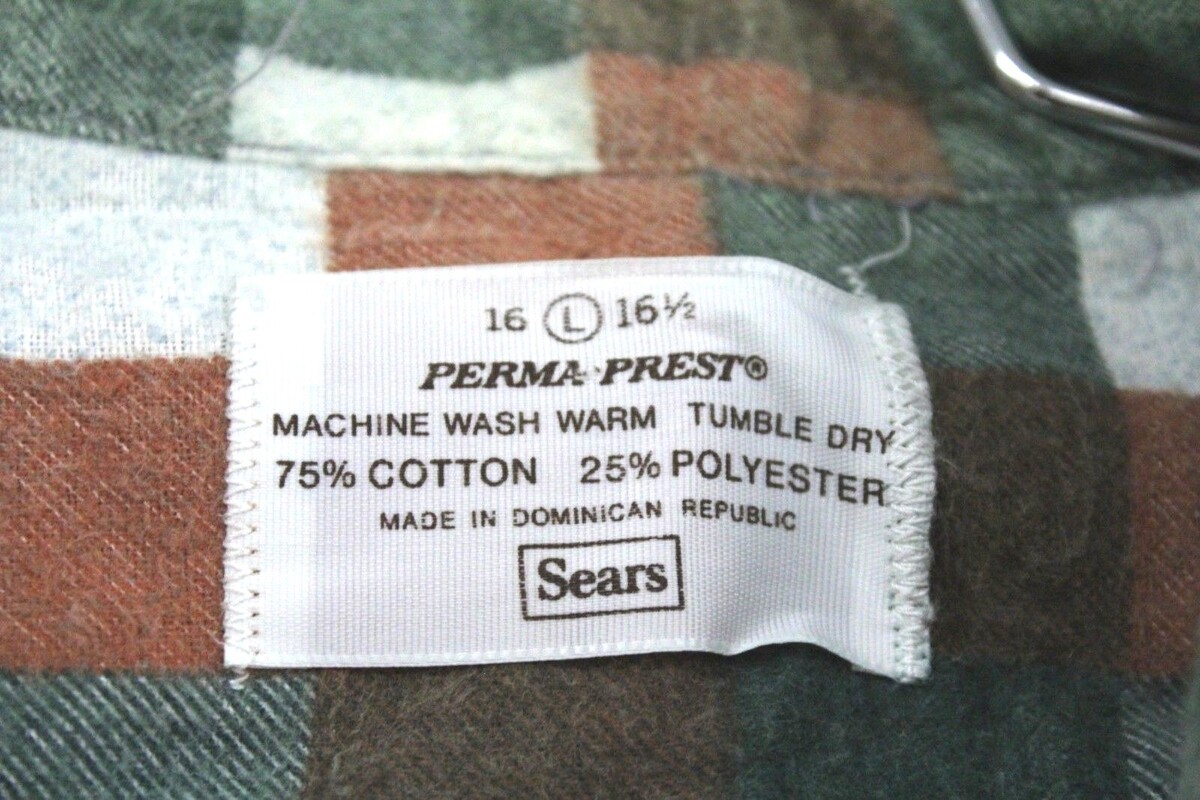 16 Ⓛ 16½
PERMA-PREST®
MACHINE WASH WARM TUMBLE DRY
75% COTTON 25% POLYESTER
MADE IN DOMINICAN REPUBLIC
Sears